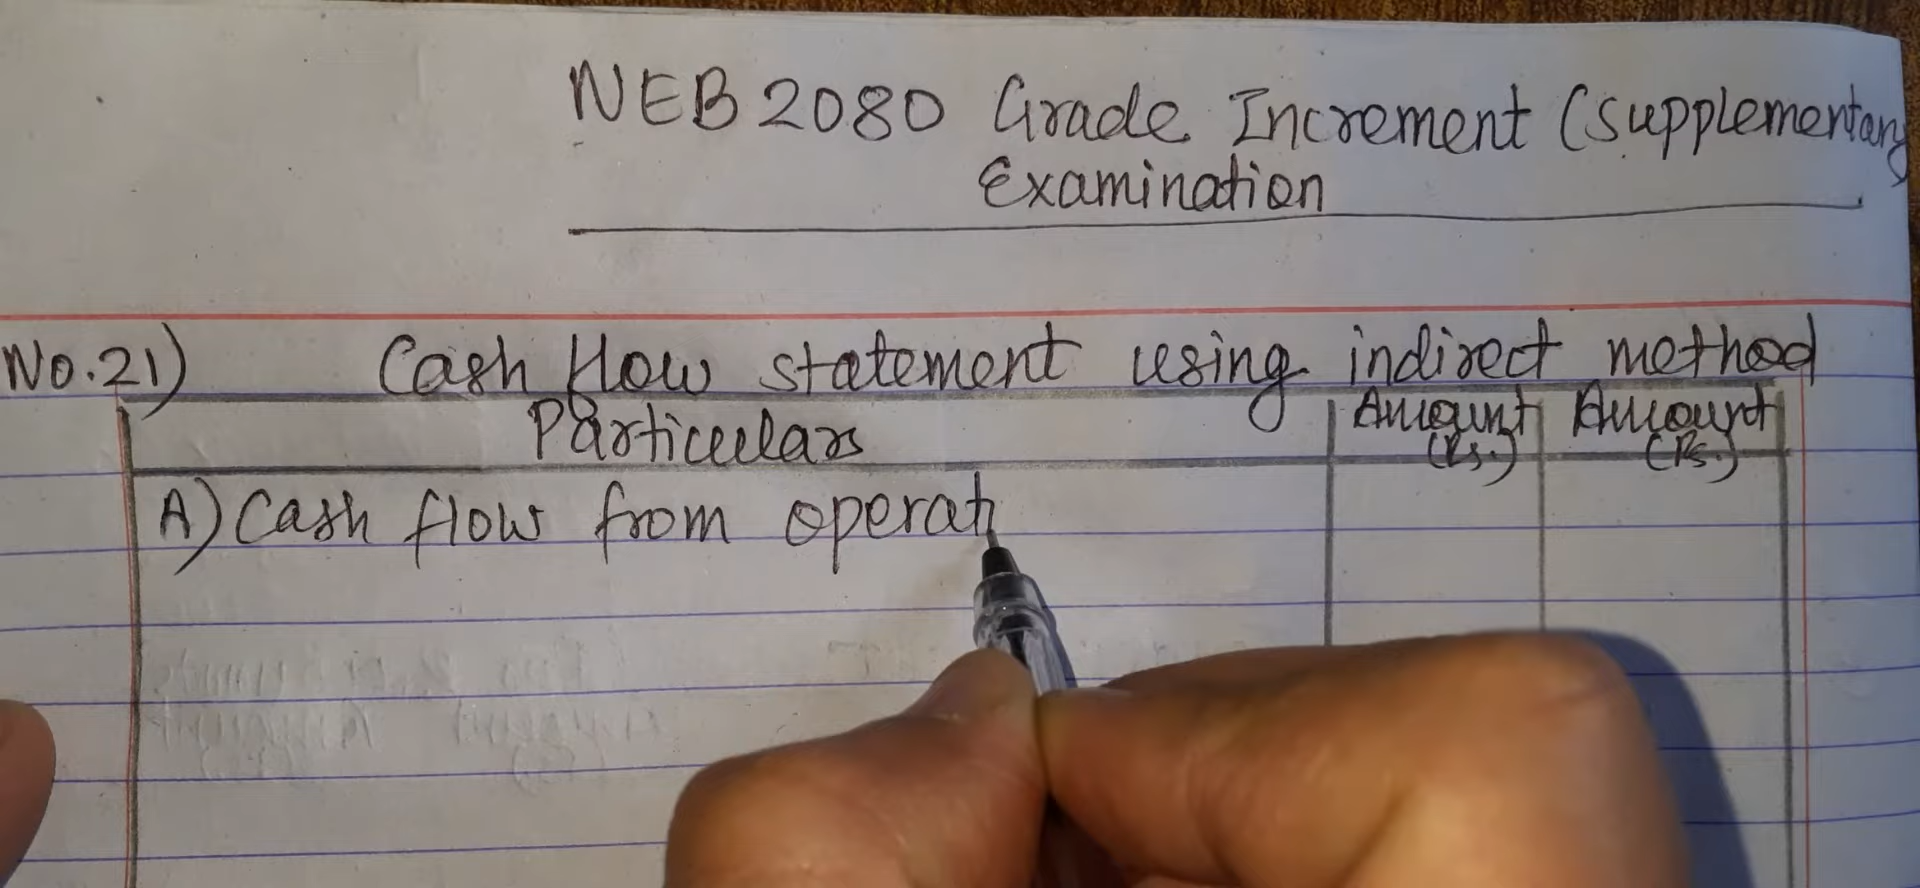 NEB 2080 Grade Increment (Supplementary
Examination
No.21) Cash flow statement using indirect method
Particulars Amount (Rs.) Amount (Rs.)
A) Cash flow from operati